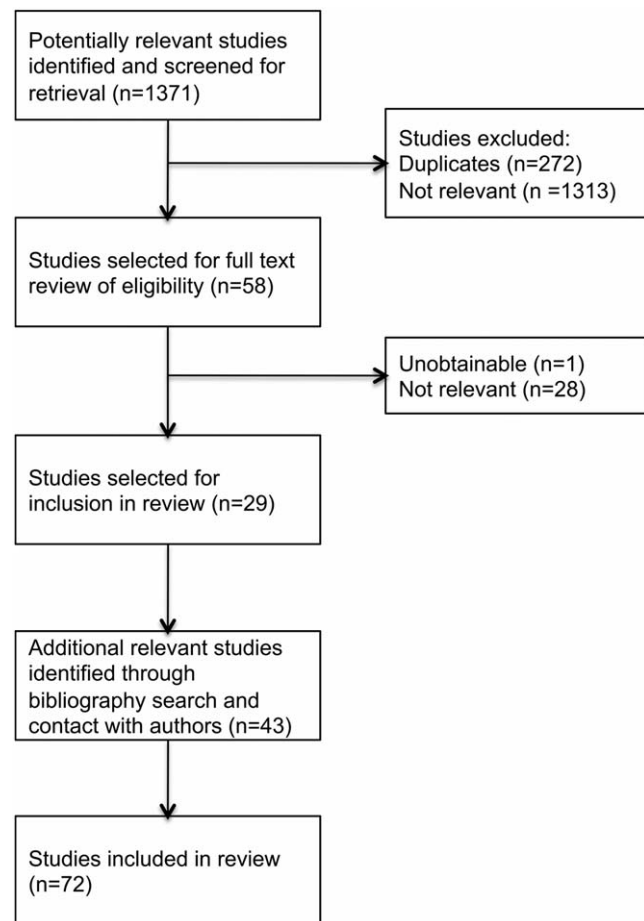 Potentially relevant studies
identified and screened for
retrieval (n=1371)
Studies excluded:
Duplicates (n=272)
Not relevant (n =1313)
Studies selected for full text
review of eligibility (n=58)
Unobtainable (n=1)
Not relevant (n=28)
Studies selected for
inclusion in review (n=29)
Additional relevant studies
identified through
bibliography search and
contact with authors (n=43)
Studies included in review
(n=72)